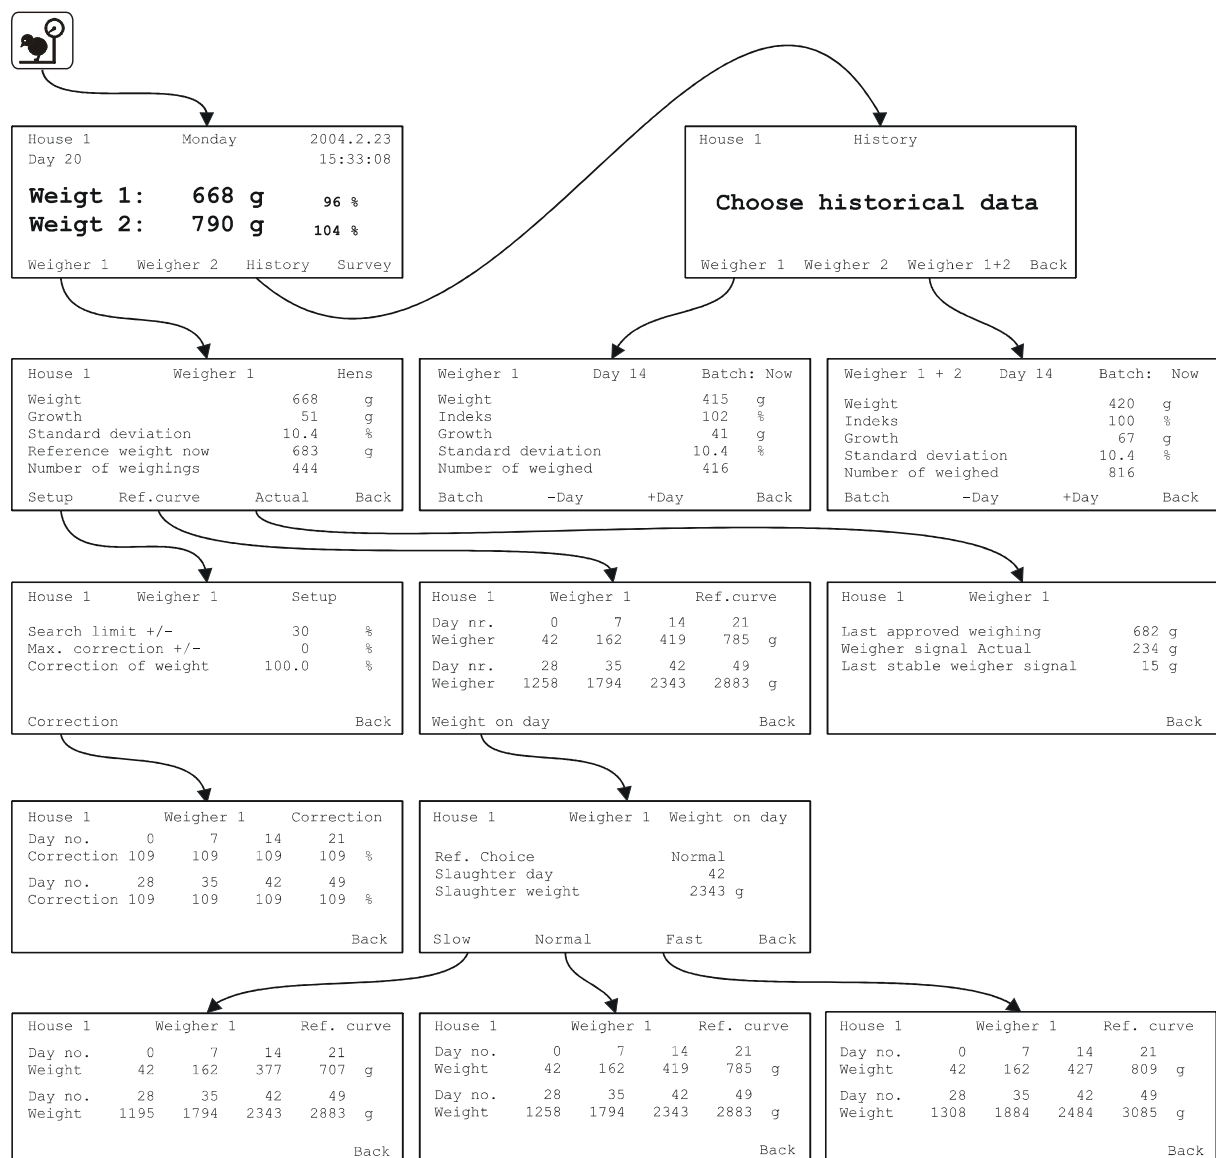 House 1 Monday 2004.2.23
Day 20 15:33:08
Weigt 1: 668 g 96 %
Weigt 2: 790 g 104 %
Weigher 1 Weigher 2 History Survey
House 1 History
Choose historical data
Weigher 1 Weigher 2 Weigher 1+2 Back
House 1 Weigher 1 Hens
Weight 668 g
Growth 51 g
Standard deviation 10.4 %
Reference weight now 683 g
Number of weighings 444
Setup Ref.curve Actual Back
Weigher 1 Day 14 Batch: Now
Weight 415 g
Indeks 102 %
Growth 41 g
Standard deviation 10.4 %
Number of weighed 416
Batch -Day +Day Back
Weigher 1 + 2 Day 14 Batch: Now
Weight 420 g
Indeks 100 %
Growth 67 g
Standard deviation 10.4 %
Number of weighed 816
Batch -Day +Day Back
House 1 Weigher 1 Setup
Search limit +/- 30 %
Max. correction +/- 0 %
Correction of weight 100.0 %
Correction Back
House 1 Weigher 1 Ref.curve
Day nr. 0 7 14 21
Weigher 42 162 419 785 g
Day nr. 28 35 42 49
Weigher 1258 1794 2343 2883 g
Weight on day Back
House 1 Weigher 1
Last approved weighing 682 g
Weigher signal Actual 234 g
Last stable weigher signal 15 g
Back
House 1 Weigher 1 Correction
Day no. 0 7 14 21
Correction 109 109 109 109 %
Day no. 28 35 42 49
Correction 109 109 109 109 %
Back
House 1 Weigher 1 Weight on day
Ref. Choice Normal
Slaughter day 42
Slaughter weight 2343 g
Slow Normal Fast Back
House 1 Weigher 1 Ref. curve
Day no. 0 7 14 21
Weight 42 162 377 707 g
Day no. 28 35 42 49
Weight 1195 1794 2343 2883 g
Back
House 1 Weigher 1 Ref. curve
Day no. 0 7 14 21
Weight 42 162 419 785 g
Day no. 28 35 42 49
Weight 1258 1794 2343 2883 g
Back
House 1 Weigher 1 Ref. curve
Day no. 0 7 14 21
Weight 42 162 427 809 g
Day no. 28 35 42 49
Weight 1308 1884 2484 3085 g
Back